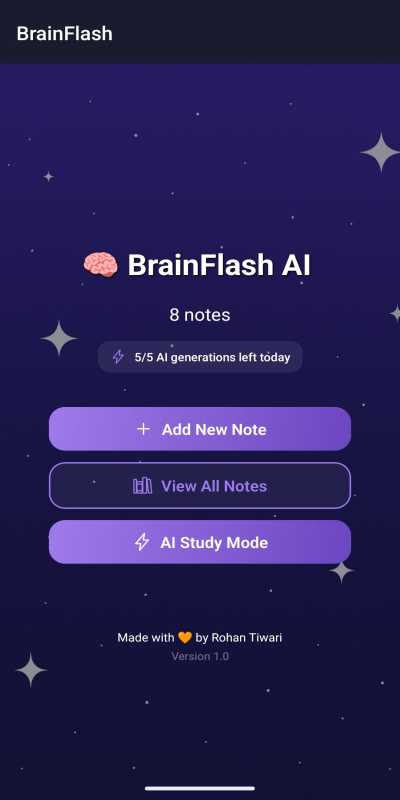 BrainFlash
🧠 BrainFlash AI
8 notes
5/5 AI generations left today
Add New Note
View All Notes
AI Study Mode
Made with 🧡 by Rohan Tiwari
Version 1.0